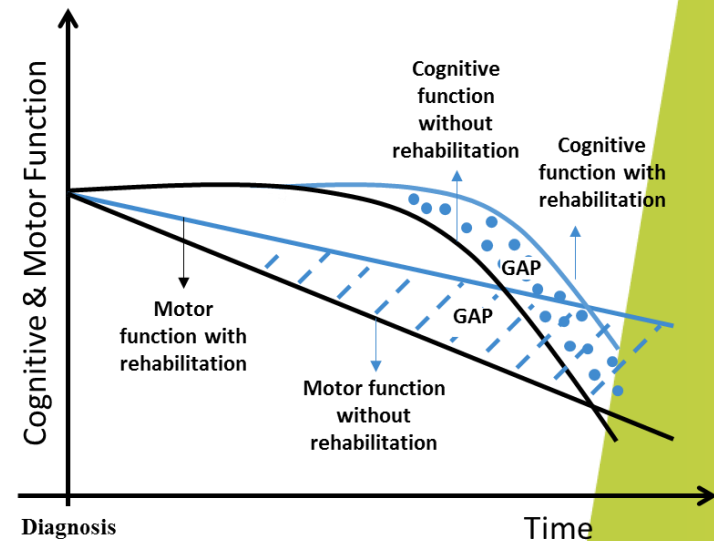 Cognitive & Motor Function
Cognitive
function
without
rehabilitation
Cognitive
function with
rehabilitation
GAP
GAP
Motor
function with
rehabilitation
Motor function
without
rehabilitation
Diagnosis
Time